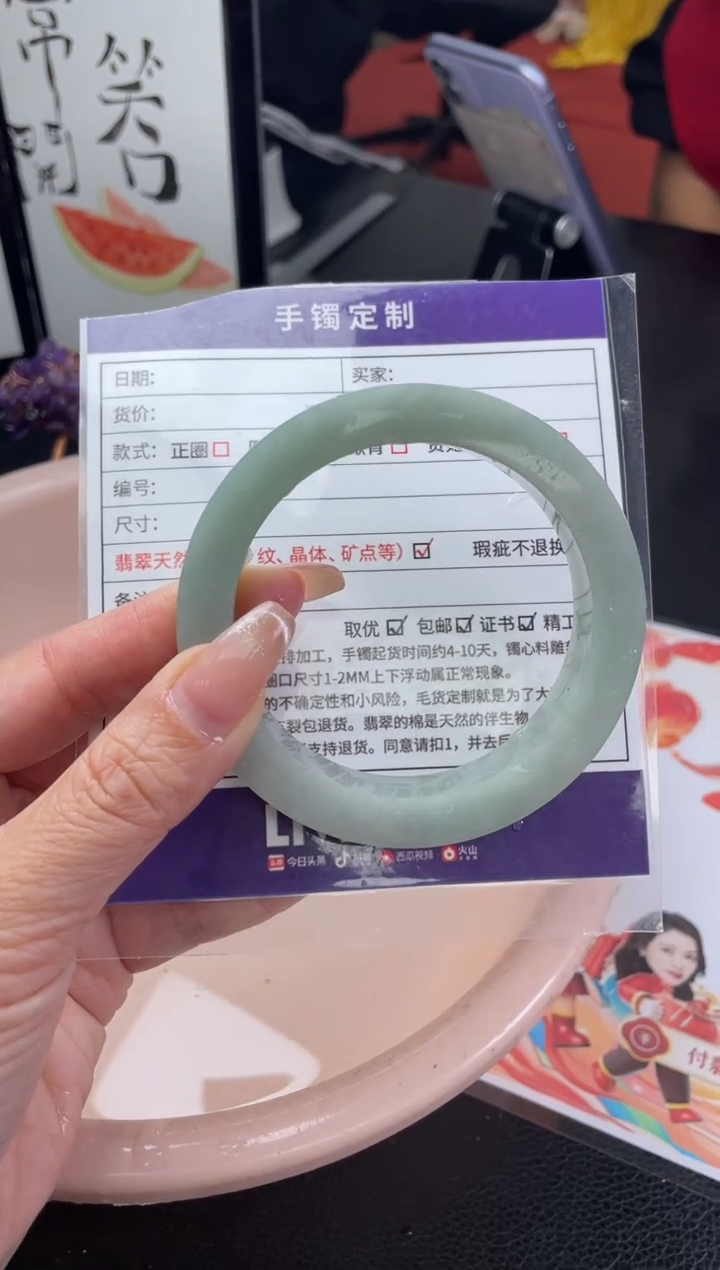 笑口
手镯定制
日期： 买家：
货价：
款式： 正圈
编号：
尺寸：
翡翠天然 纹、晶体、矿点等） 瑕疵不退换
备注
取优 包邮 证书 精工
排加工，手镯起货时间约4-10天，镯心料雕
圈口尺寸1-2MM上下浮动属正常现象。
的不确定性和小风险，毛货定制就是为了大
裂包退货。翡翠的棉是天然的伴生物
支持退货。同意请扣1，并去
今日头条 西瓜视频 火山
付